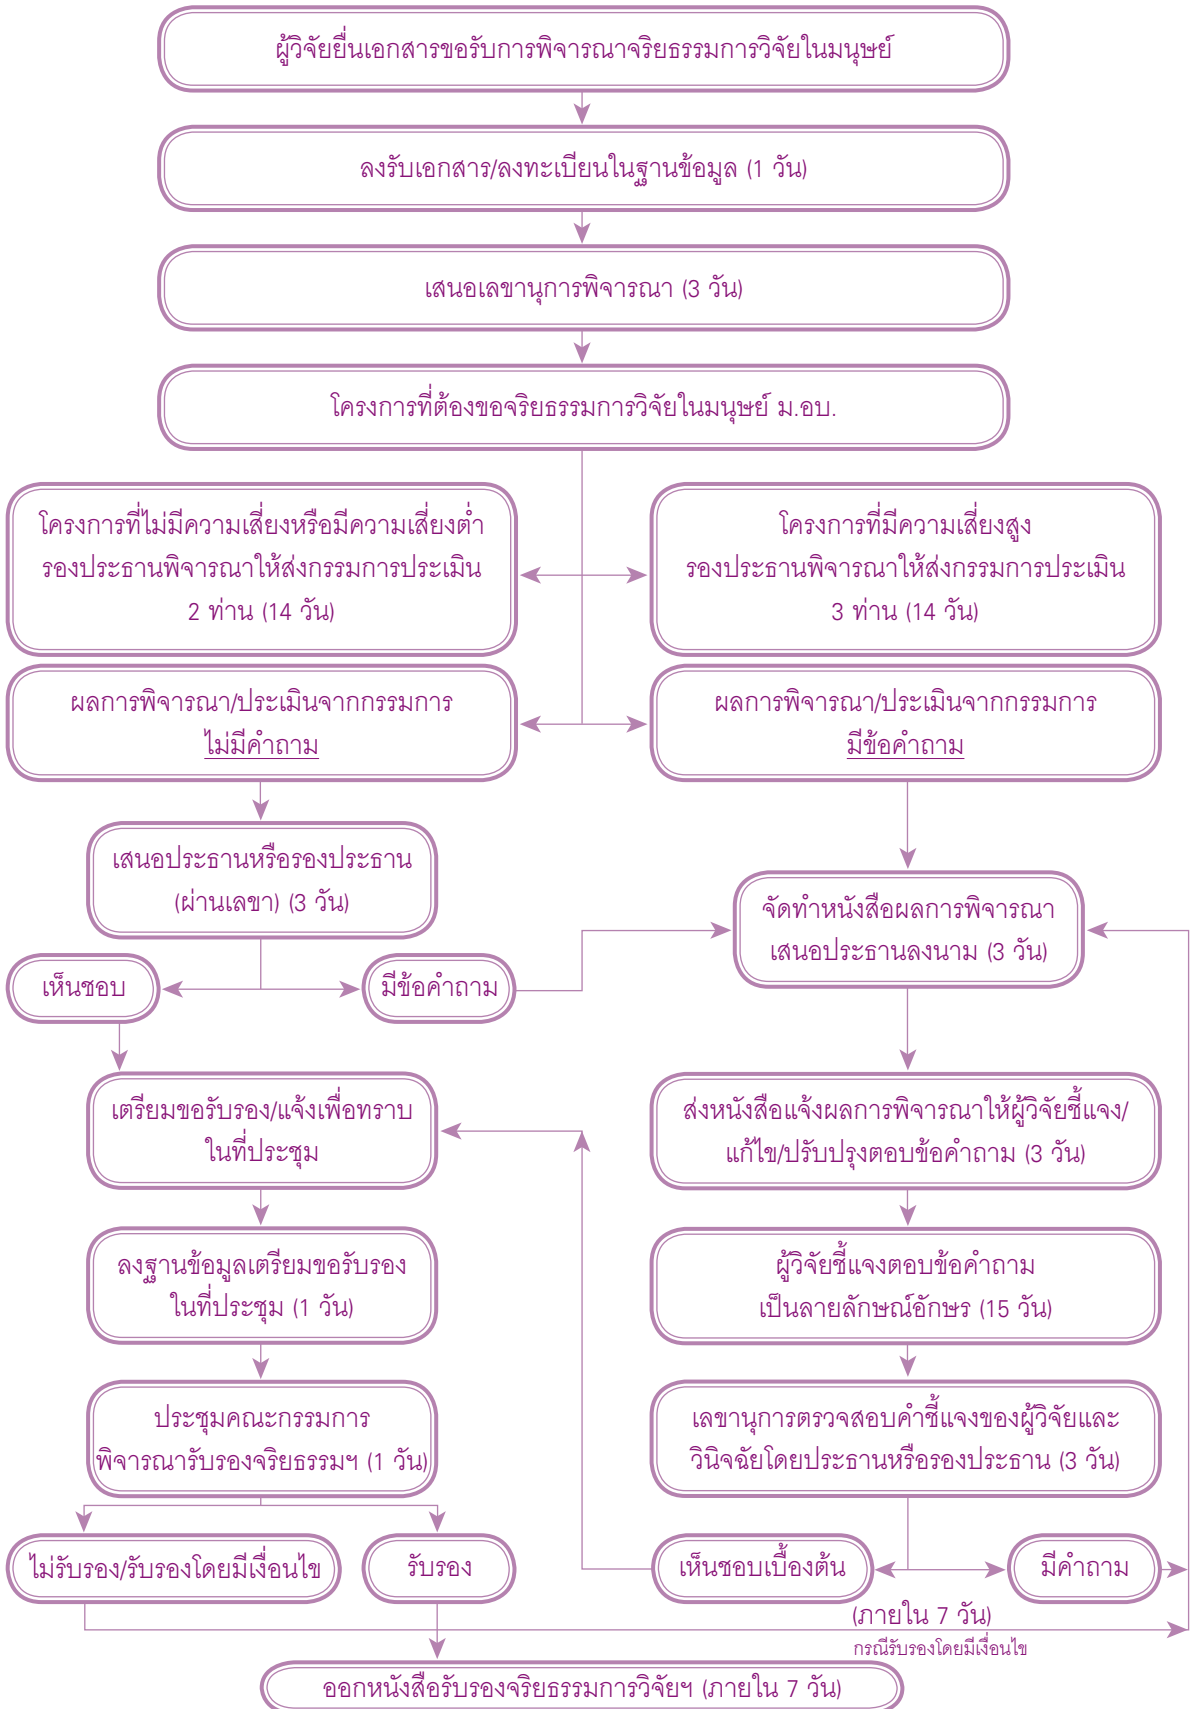 ผู้วิจัยยื่นเอกสารขอรับการพิจารณาจริยธรรมการวิจัยในมนุษย์
ลงรับเอกสาร/ลงทะเบียนในฐานข้อมูล (1 วัน)
เสนอเลขานุการพิจารณา (3 วัน)
โครงการที่ต้องขอจริยธรรมการวิจัยในมนุษย์ ม.อบ.
โครงการที่ไม่มีความเสี่ยงหรือมีความเสี่ยงต่ำ
รองประธานพิจารณาให้ส่งกรรมการประเมิน
2 ท่าน (14 วัน)
โครงการที่มีความเสี่ยงสูง
รองประธานพิจารณาให้ส่งกรรมการประเมิน
3 ท่าน (14 วัน)
ผลการพิจารณา/ประเมินจากกรรมการ
ไม่มีคำถาม
ผลการพิจารณา/ประเมินจากกรรมการ
มีข้อคำถาม
เสนอประธานหรือรองประธาน
(ผ่านเลขา) (3 วัน)
จัดทำหนังสือผลการพิจารณา
เสนอประธานลงนาม (3 วัน)
เห็นชอบ
มีข้อคำถาม
เตรียมขอรับรอง/แจ้งเพื่อทราบ
ในที่ประชุม
ส่งหนังสือแจ้งผลการพิจารณาให้ผู้วิจัยชี้แจง/
แก้ไข/ปรับปรุงตอบข้อคำถาม (3 วัน)
ลงฐานข้อมูลเตรียมขอรับรอง
ในที่ประชุม (1 วัน)
ผู้วิจัยชี้แจงตอบข้อคำถาม
เป็นลายลักษณ์อักษร (15 วัน)
ประชุมคณะกรรมการ
พิจารณารับรองจริยธรรมฯ (1 วัน)
เลขานุการตรวจสอบคำชี้แจงของผู้วิจัยและ
วินิจฉัยโดยประธานหรือรองประธาน (3 วัน)
ไม่รับรอง/รับรองโดยมีเงื่อนไข
รับรอง
เห็นชอบเบื้องต้น
มีคำถาม
(ภายใน 7 วัน)
กรณีรับรองโดยมีเงื่อนไข
ออกหนังสือรับรองจริยธรรมการวิจัยฯ (ภายใน 7 วัน)